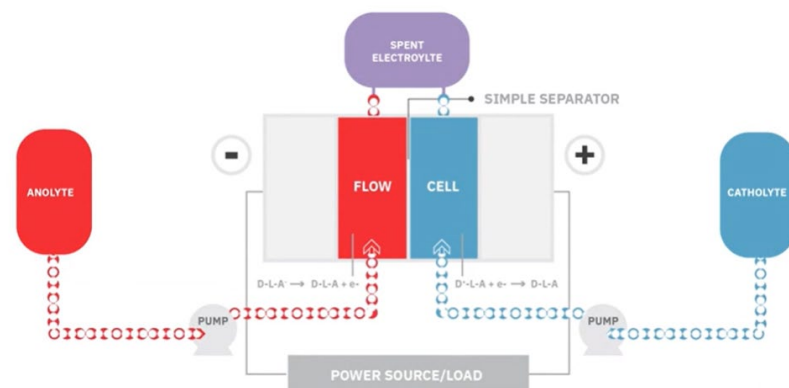 SPENT
ELECTROYLTE
SIMPLE SEPARATOR
-
+
ANOLYTE
FLOW
CELL
CATHOLYTE
D-L-A⁻ → D-L-A + e-
D⁺-L-A + e- → D-L-A
PUMP
PUMP
POWER SOURCE/LOAD